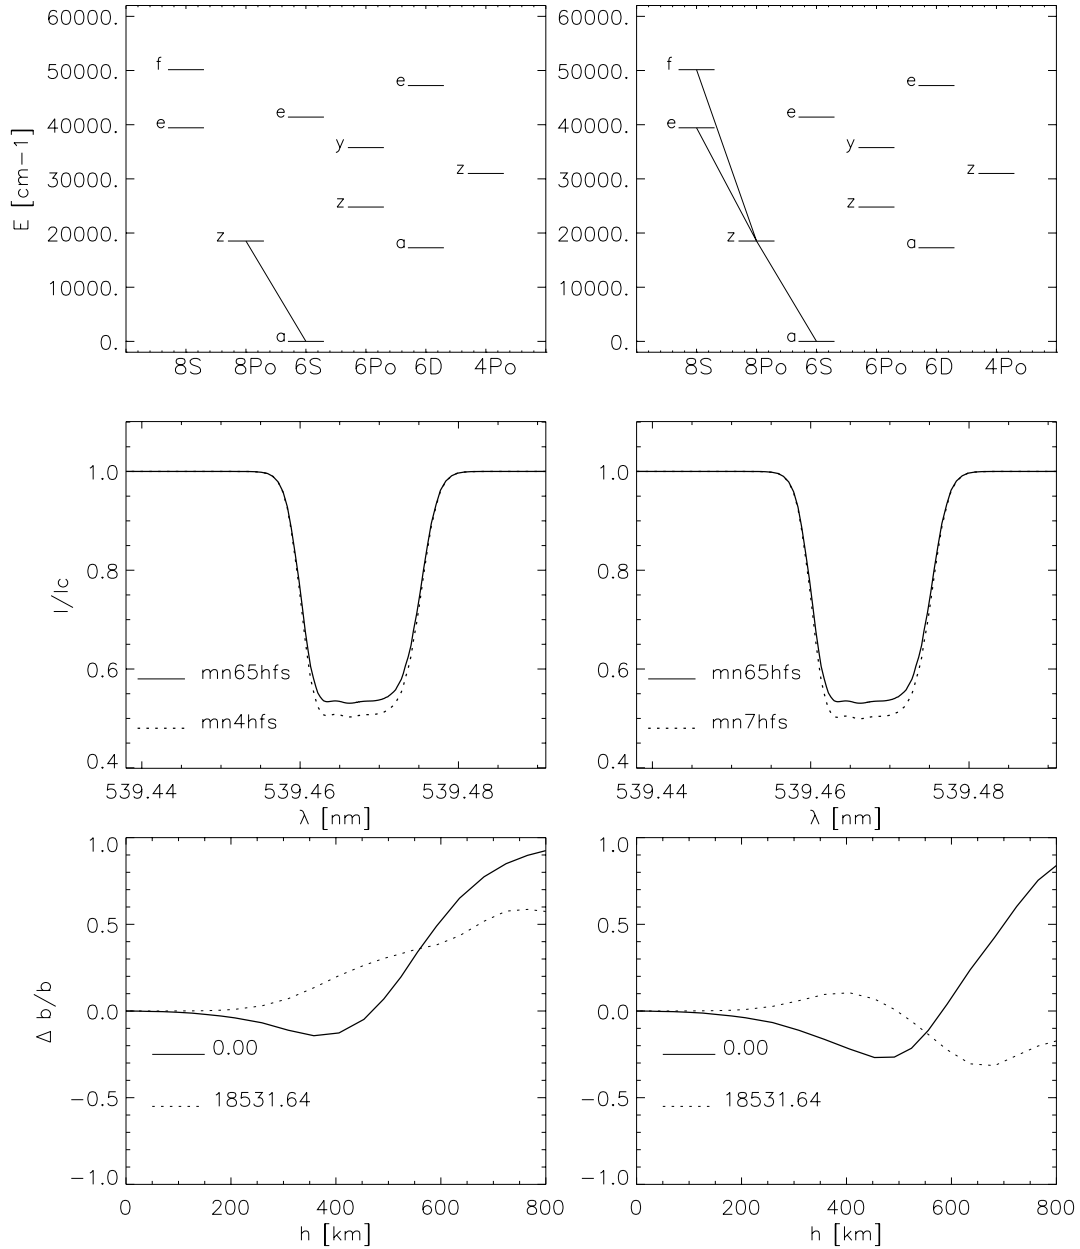 60000.
50000.
40000.
30000.
20000.
10000.
0.
E [cm−1]
f
e
e
e
y
z
z
z
a
a
8S 8Po 6S 6Po 6D 4Po
60000.
50000.
40000.
30000.
20000.
10000.
0.
f
e
e
e
y
z
z
z
a
a
8S 8Po 6S 6Po 6D 4Po
1.0
0.8
0.6
0.4
I/Ic
mn65hfs
mn4hfs
539.44 539.46 539.48
λ [nm]
1.0
0.8
0.6
0.4
mn65hfs
mn7hfs
539.44 539.46 539.48
λ [nm]
1.0
0.5
0.0
−0.5
−1.0
Δ b/b
0.00
18531.64
0 200 400 600 800
h [km]
1.0
0.5
0.0
−0.5
−1.0
0.00
18531.64
0 200 400 600 800
h [km]